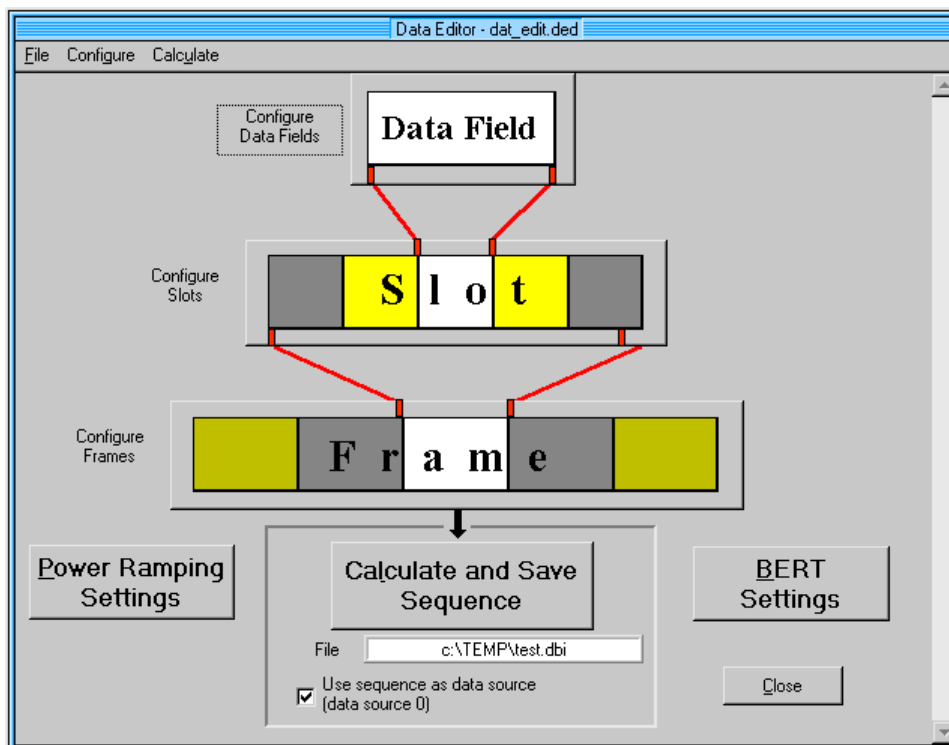 Data Editor - dat_edit.ded
File Configure Calculate
Configure
Data Fields
Data Field
Configure
Slots
Slot
Configure
Frames
Frame
Power Ramping
Settings
Calculate and Save
Sequence
BERT
Settings
File c:\TEMP\test.dbi
Use sequence as data source
(data source 0)
Close